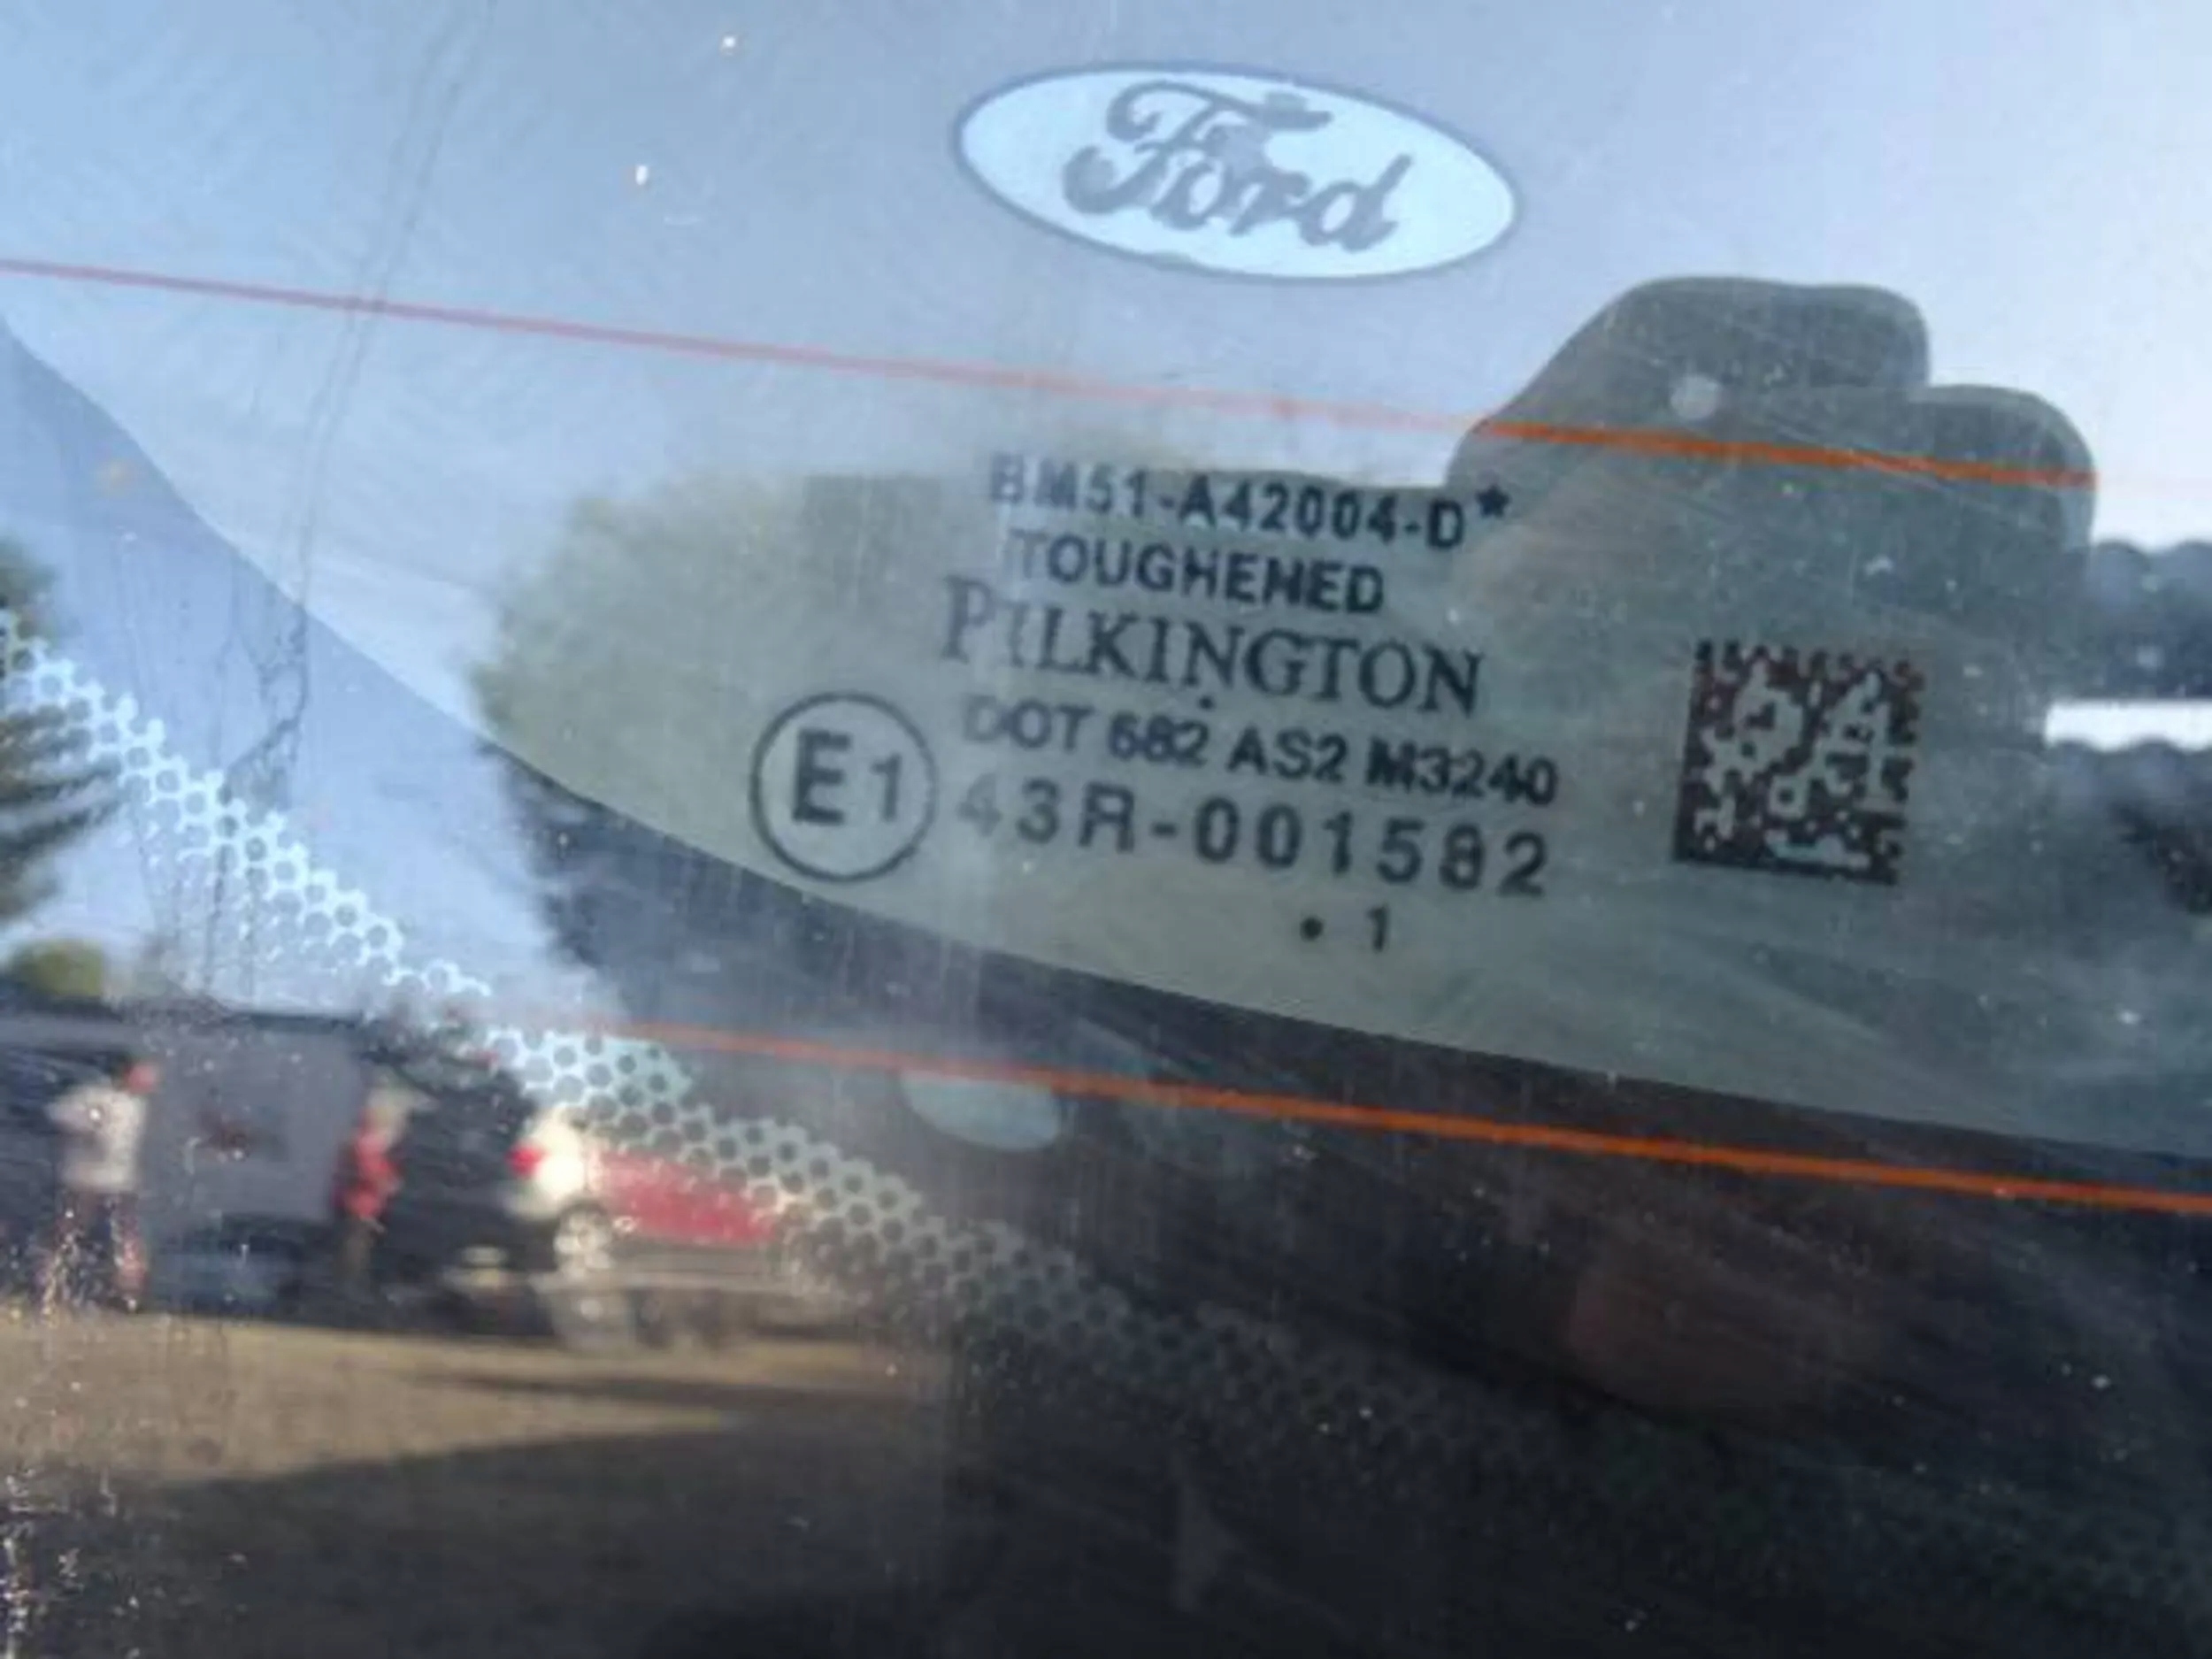 Ford
BM51-A42004-D*
TOUGHENED
PILKINGTON
DOT 682 AS2 M3240
E1 43R-001582
• 1